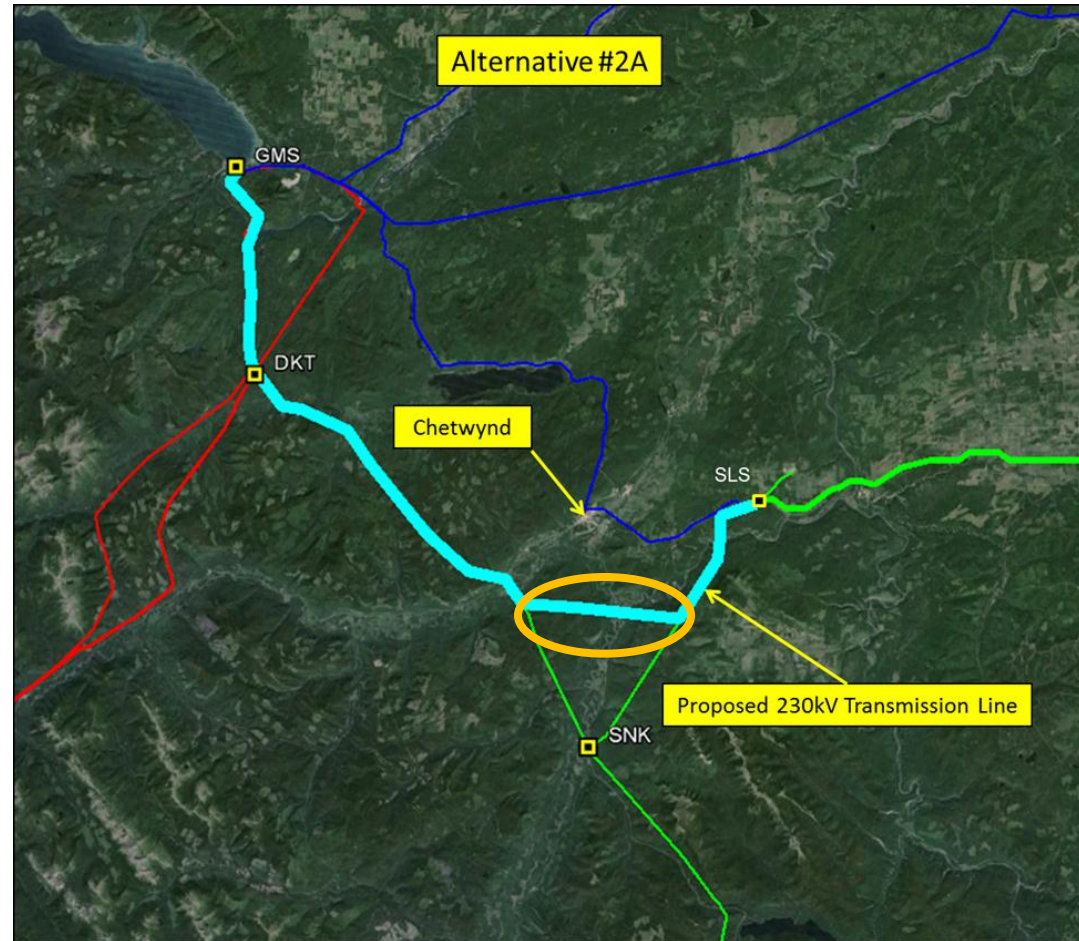 Alternative #2A
GMS
DKT
Chetwynd
SLS
Proposed 230kV Transmission Line
SNK